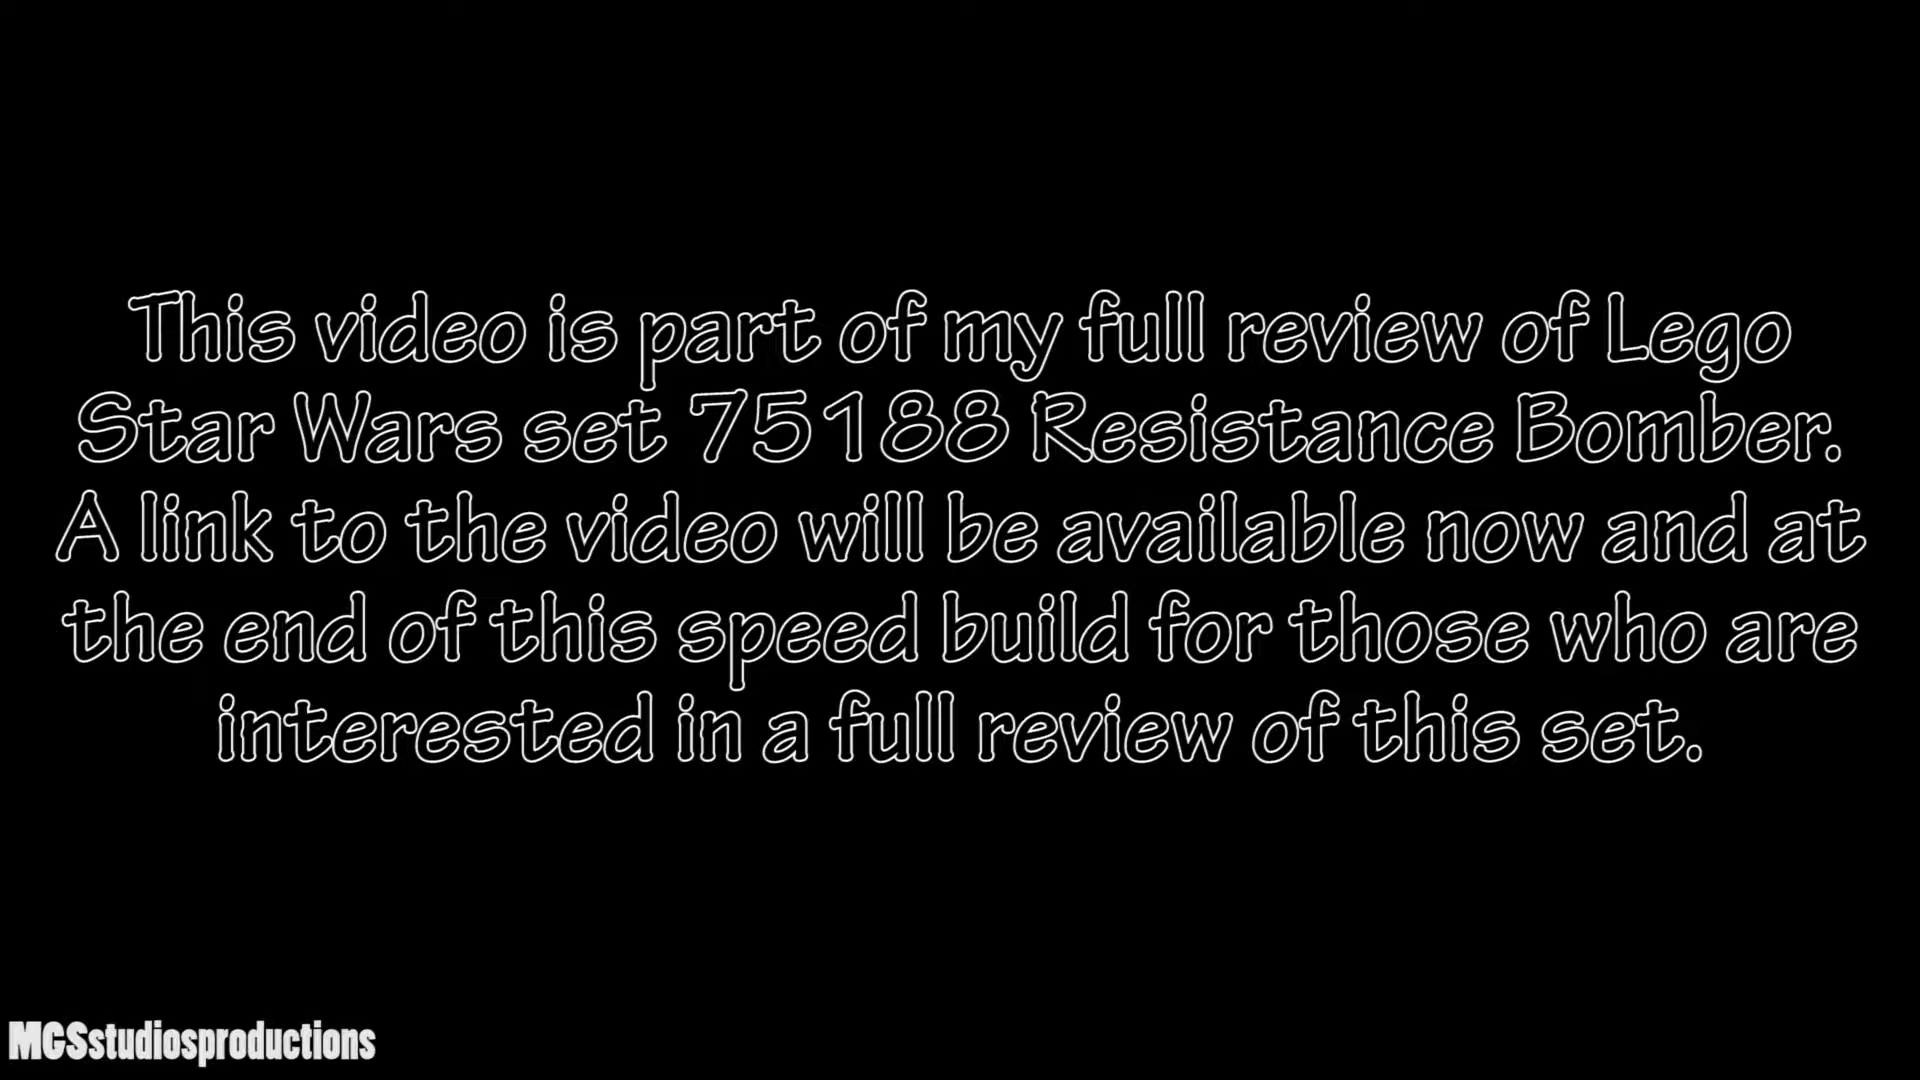 This video is part of my full review of Lego
Star Wars set 75188 Resistance Bomber.
A link to the video will be available now and at
the end of this speed build for those who are
interested in a full review of this set.
MGSstudiosproductions